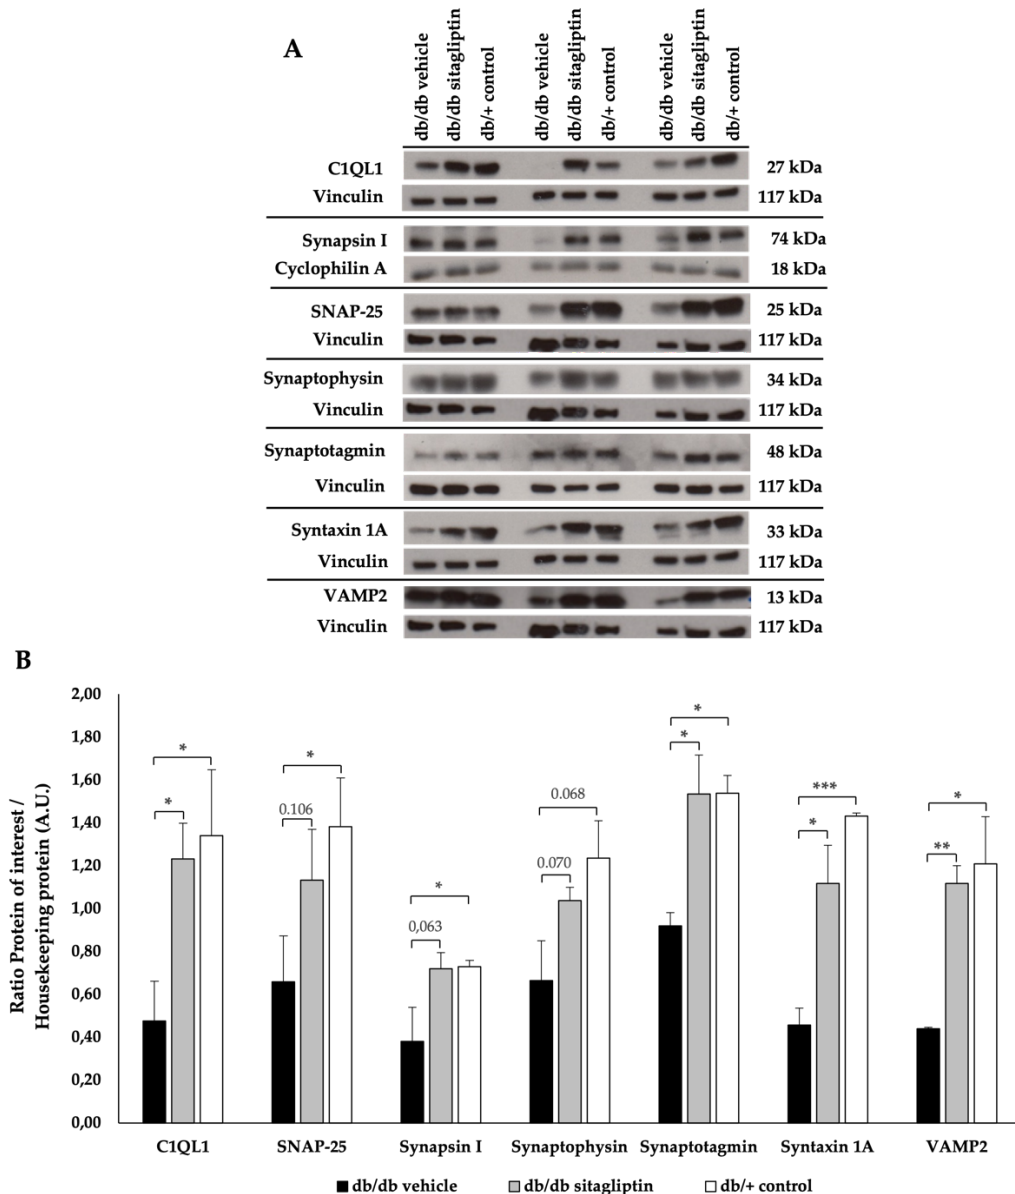 A
db/db vehicle
db/db sitagliptin
db/+ control
db/db vehicle
db/db sitagliptin
db/+ control
db/db vehicle
db/db sitagliptin
db/+ control
C1QL1 27 kDa
Vinculin 117 kDa
Synapsin I 74 kDa
Cyclophilin A 18 kDa
SNAP-25 25 kDa
Vinculin 117 kDa
Synaptophysin 34 kDa
Vinculin 117 kDa
Synaptotagmin 48 kDa
Vinculin 117 kDa
Syntaxin 1A 33 kDa
Vinculin 117 kDa
VAMP2 13 kDa
Vinculin 117 kDa
B
Ratio Protein of interest /
Housekeeping protein (A.U.)
2,00
1,80
1,60
1,40
1,20
1,00
0,80
0,60
0,40
0,20
0,00
* *
* 0.106
* 0,063
0.068 0.070
* *
*** *
* **
C1QL1 SNAP-25 Synapsin I Synaptophysin Synaptotagmin Syntaxin 1A VAMP2
db/db vehicle db/db sitagliptin db/+ control